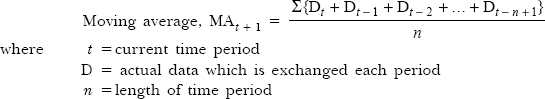 Moving average, MA_{t + 1} = \frac{Σ{D_t + D_{t – 1} + D_{t – 2} + ... + D_{t – n + 1}}}{n}
where t = current time period
D = actual data which is exchanged each period
n = length of time period